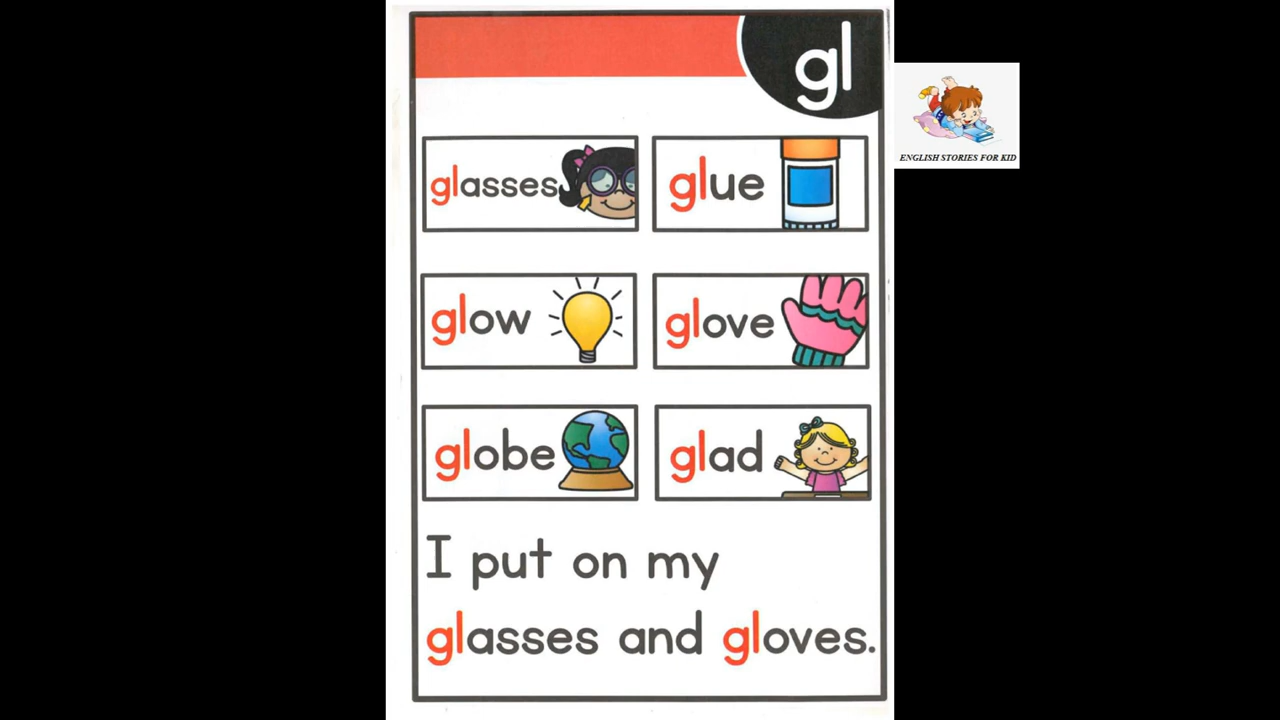 gl
ENGLISH STORIES FOR KID
glasses
glue
glow
glove
globe
glad
I put on my
glasses and gloves.